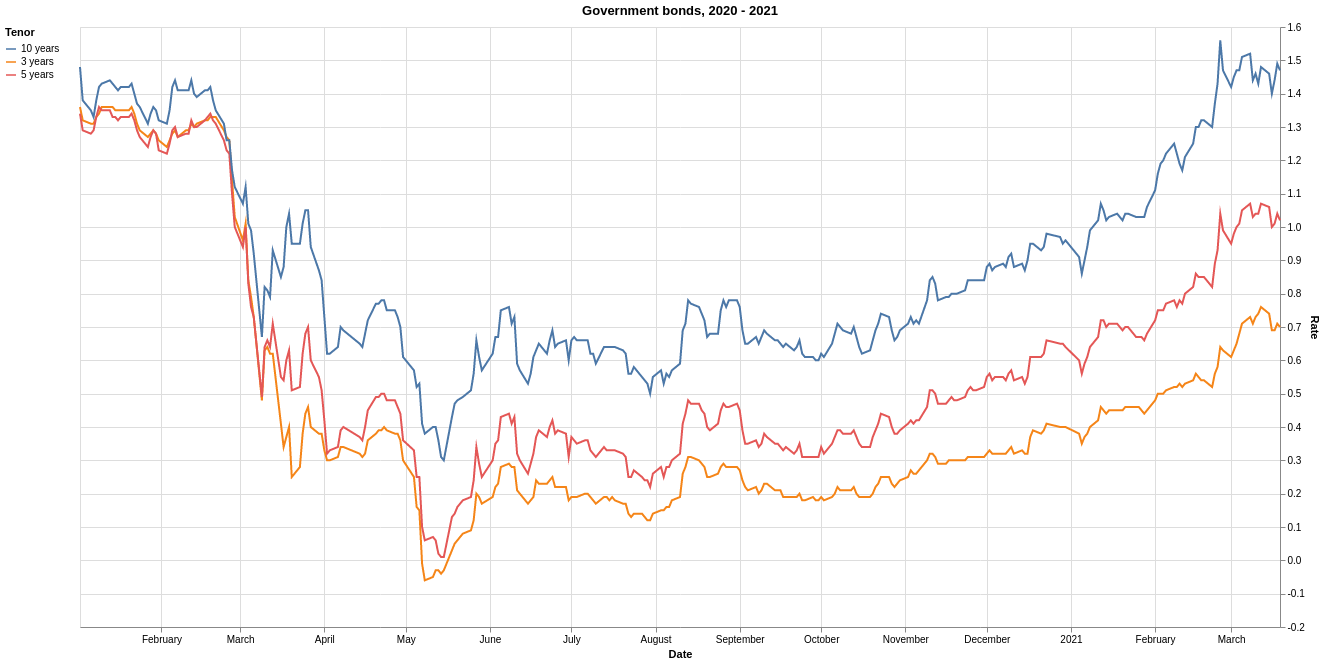 Government bonds, 2020 - 2021
Tenor
10 years
3 years
5 years
1.6
1.5
1.4
1.3
1.2
1.1
1.0
0.9
0.8
0.7
0.6
0.5
0.4
0.3
0.2
0.1
0.0
-0.1
-0.2
Rate
February
March
April
May
June
July
August
September
October
November
December
2021
February
March
Date